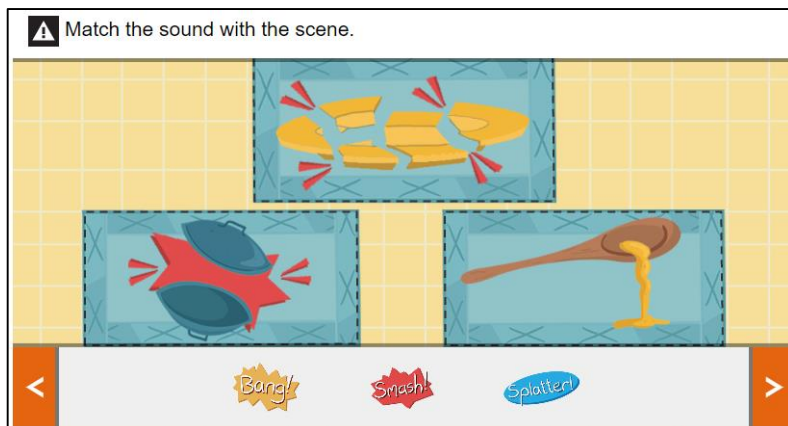 Match the sound with the scene.
Bang! Smash! Splatter!
< >